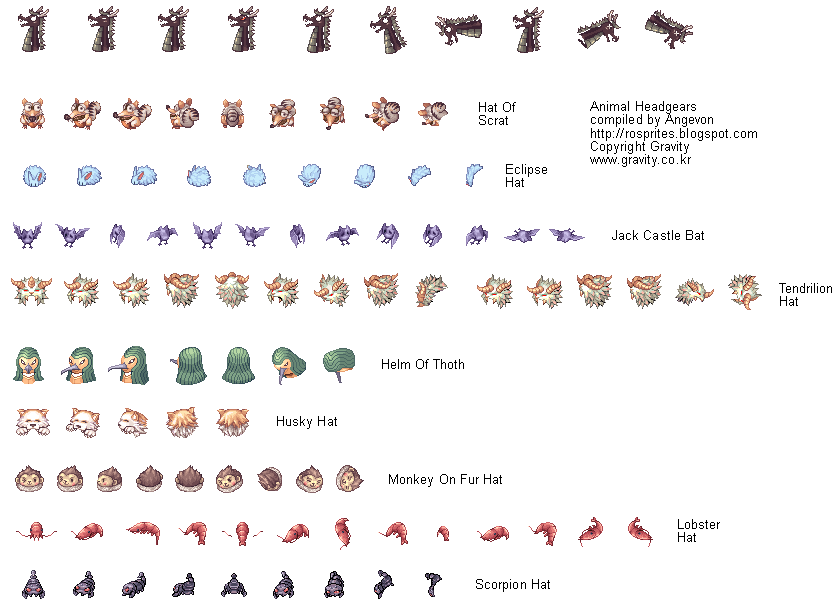 Hat Of
Scrat
Animal Headgears
compiled by Angevon
http://rosprites.blogspot.com
Copyright Gravity
www.gravity.co.kr
Eclipse
Hat
Jack Castle Bat
Tendrilion
Hat
Helm Of Thoth
Husky Hat
Monkey On Fur Hat
Lobster
Hat
Scorpion Hat